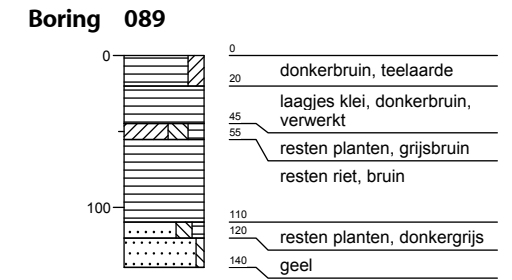 Boring 089
0
0
donkerbruin, teelaarde
20
laagjes klei, donkerbruin,
verwerkt
45
55
resten planten, grijsbruin
resten riet, bruin
100
110
120
resten planten, donkergrijs
140
geel